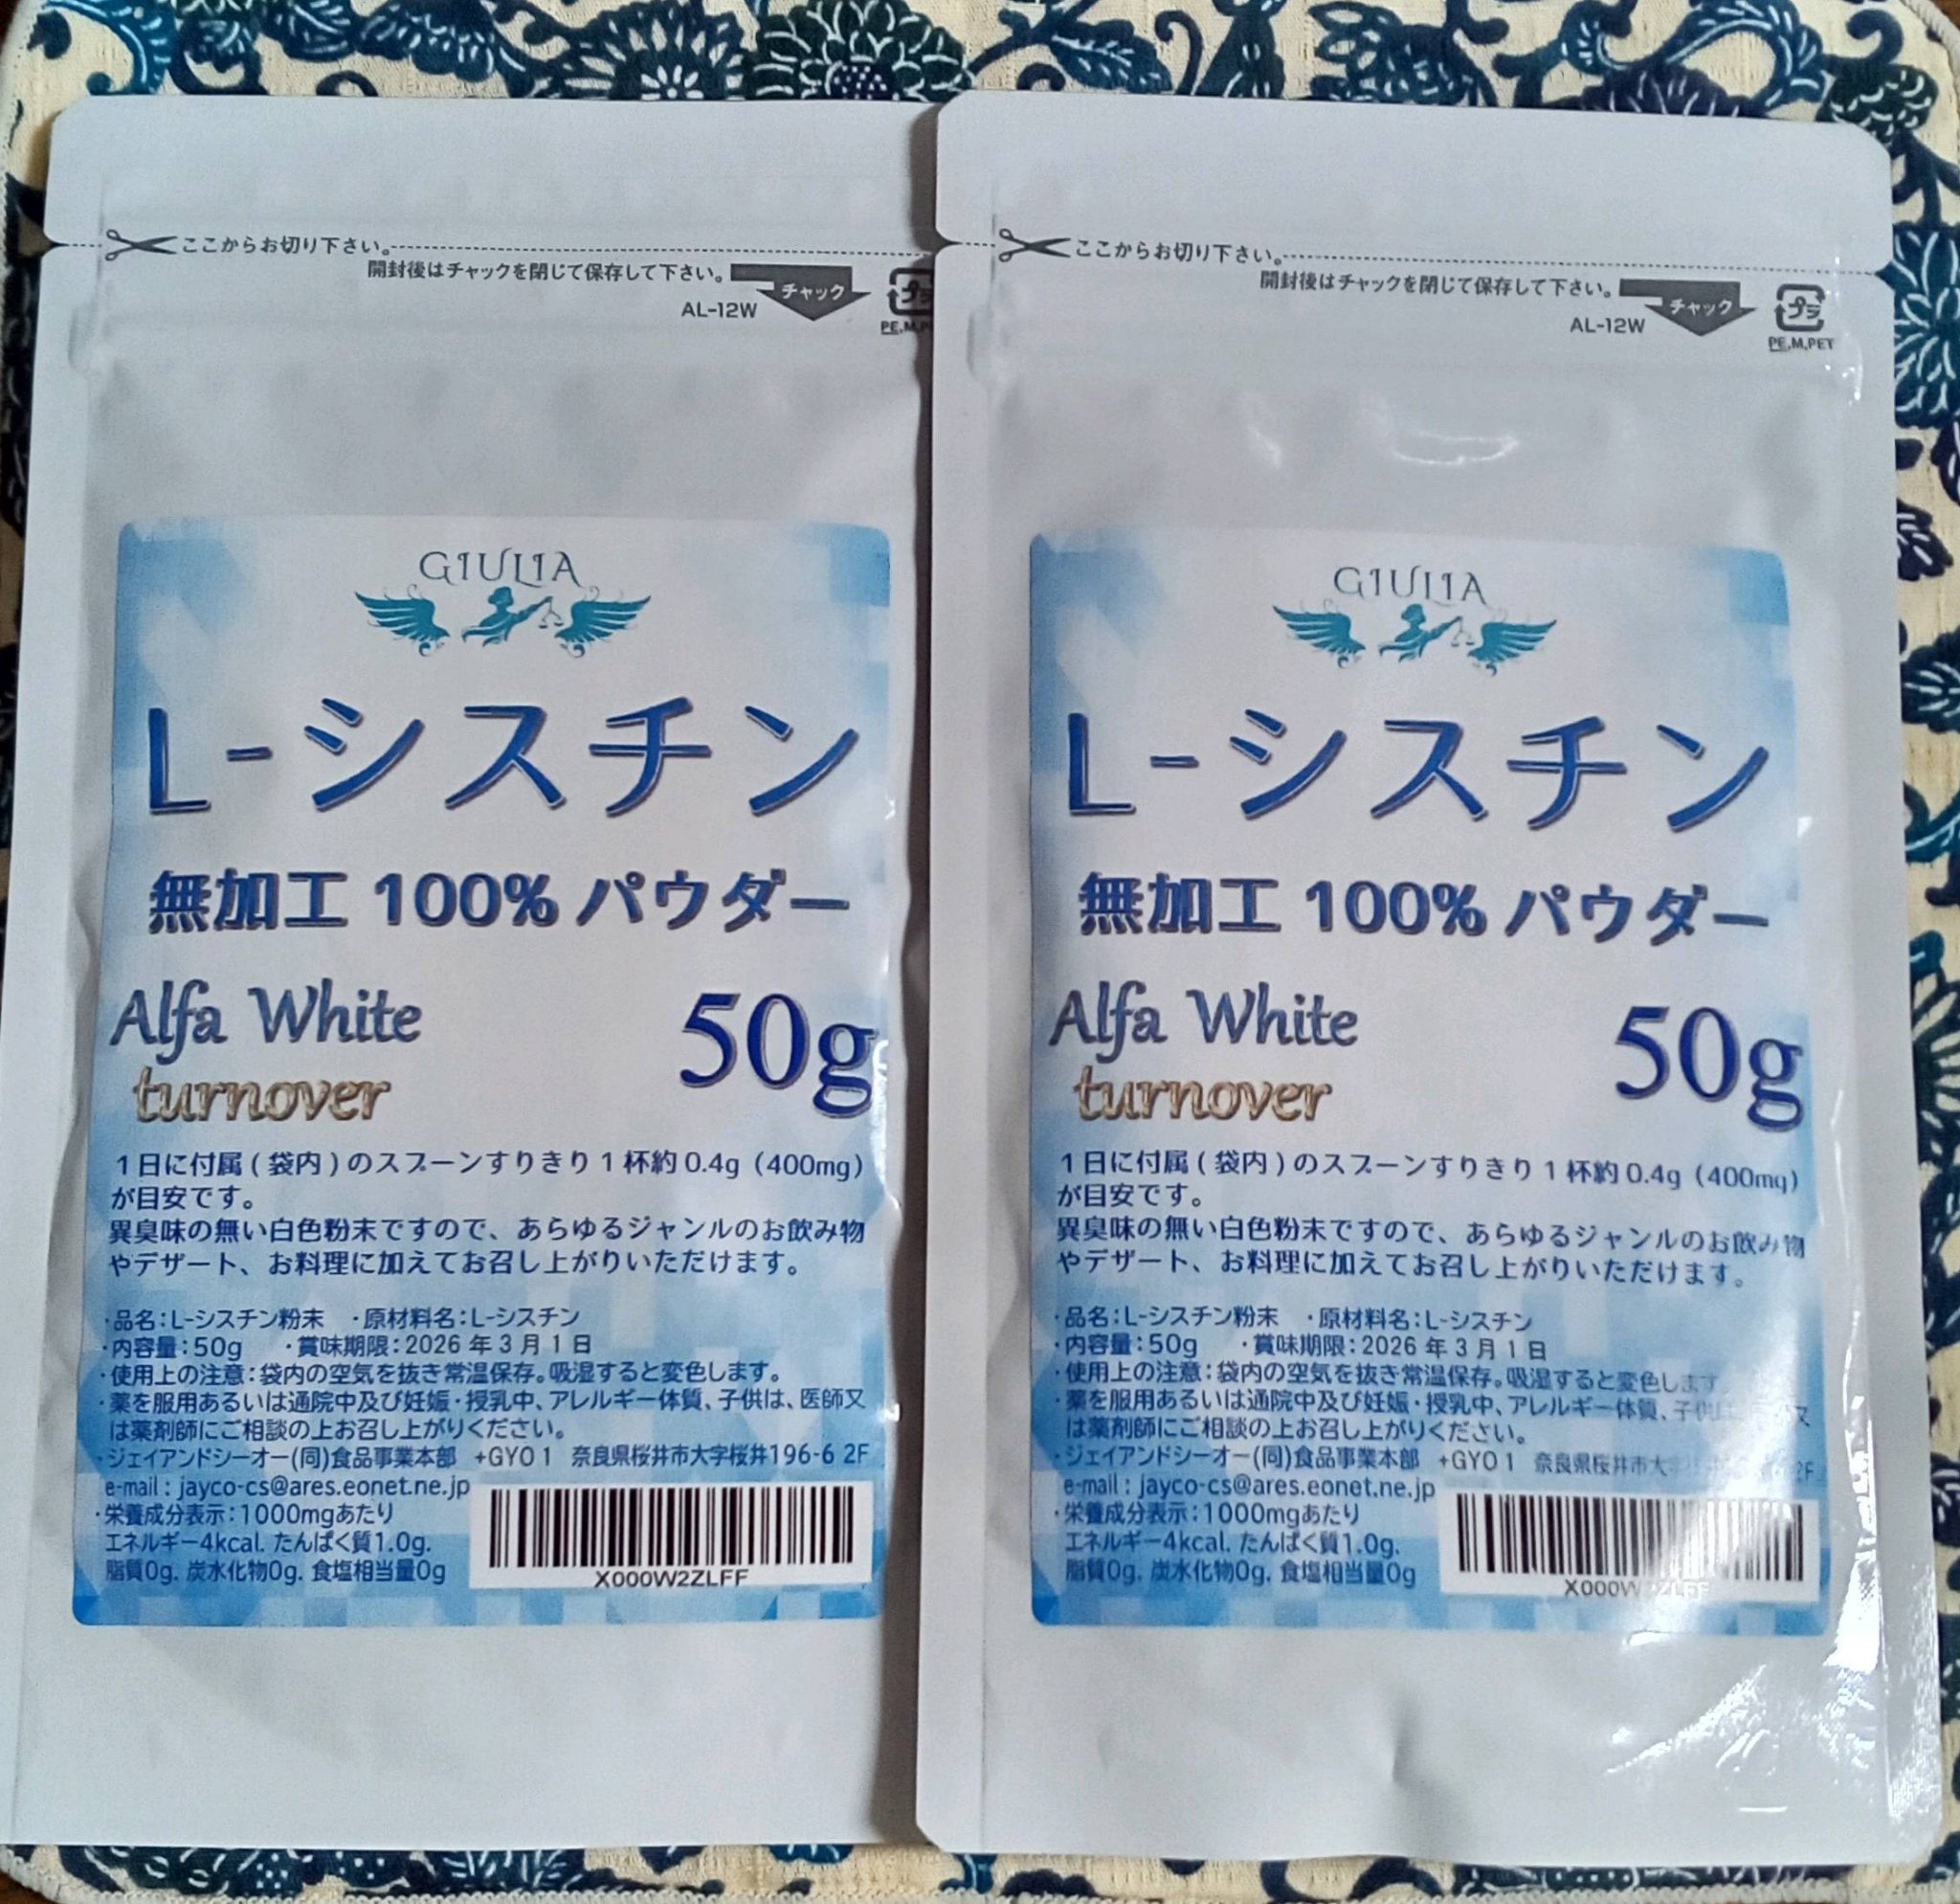 ここからお切り下さい。
開封後はチャックを閉じて保存して下さい。
チャック
AL-12W
プラ
GIULIA
L-シスチン
無加工 100% パウダー
Alfa White
50g
turnover
1日に付属 ( 袋内 ) のスプーンすりきり 1 杯約 0.4g（400mg）
が目安です。
異臭味の無い白色粉末ですので、あらゆるジャンルのお飲み物
やデザート、お料理に加えてお召し上がりいただけます。
・品名：L-シスチン粉末　・原材料名：L-シスチン
・内容量：50g　・賞味期限：2026 年 3 月 1 日
・使用上の注意：袋内の空気を抜き常温保存。吸湿すると変色します。
・薬を服用あるいは通院中及び妊娠・授乳中、アレルギー体質、子供は、医師又
は薬剤師にご相談の上お召し上がりください。
・ジェイアンドシーオー(同)食品事業本部　+GYO 1　奈良県桜井市大字桜井196-6 2F
e-mail : jayco-cs@ares.eonet.ne.jp
・栄養成分表示：1000mgあたり
エネルギー4kcal. たんぱく質1.0g.
脂質0g. 炭水化物0g. 食塩相当量0g
X000W2ZLFF
ここからお切り下さい。
開封後はチャックを閉じて保存して下さい。
チャック
AL-12W
プラ
PE,M,PET
GIULIA
L-シスチン
無加工 100% パウダー
Alfa White
50g
turnover
1日に付属 ( 袋内 ) のスプーンすりきり 1 杯約 0.4g（400mg）
が目安です。
異臭味の無い白色粉末ですので、あらゆるジャンルのお飲み物
やデザート、お料理に加えてお召し上がりいただけます。
・品名：L-シスチン粉末　・原材料名：L-シスチン
・内容量：50g　・賞味期限：2026 年 3 月 1 日
・使用上の注意：袋内の空気を抜き常温保存。吸湿すると変色します
・薬を服用あるいは通院中及び妊娠・授乳中、アレルギー体質、子供 又
は薬剤師にご相談の上お召し上がりください。
・ジェイアンドシーオー(同)食品事業本部　+GYO 1　奈良県桜井市大 2F
e-mail : jayco-cs@ares.eonet.ne.jp
・栄養成分表示：1000mgあたり
エネルギー4kcal. たんぱく質1.0g.
脂質0g. 炭水化物0g. 食塩相当量0g